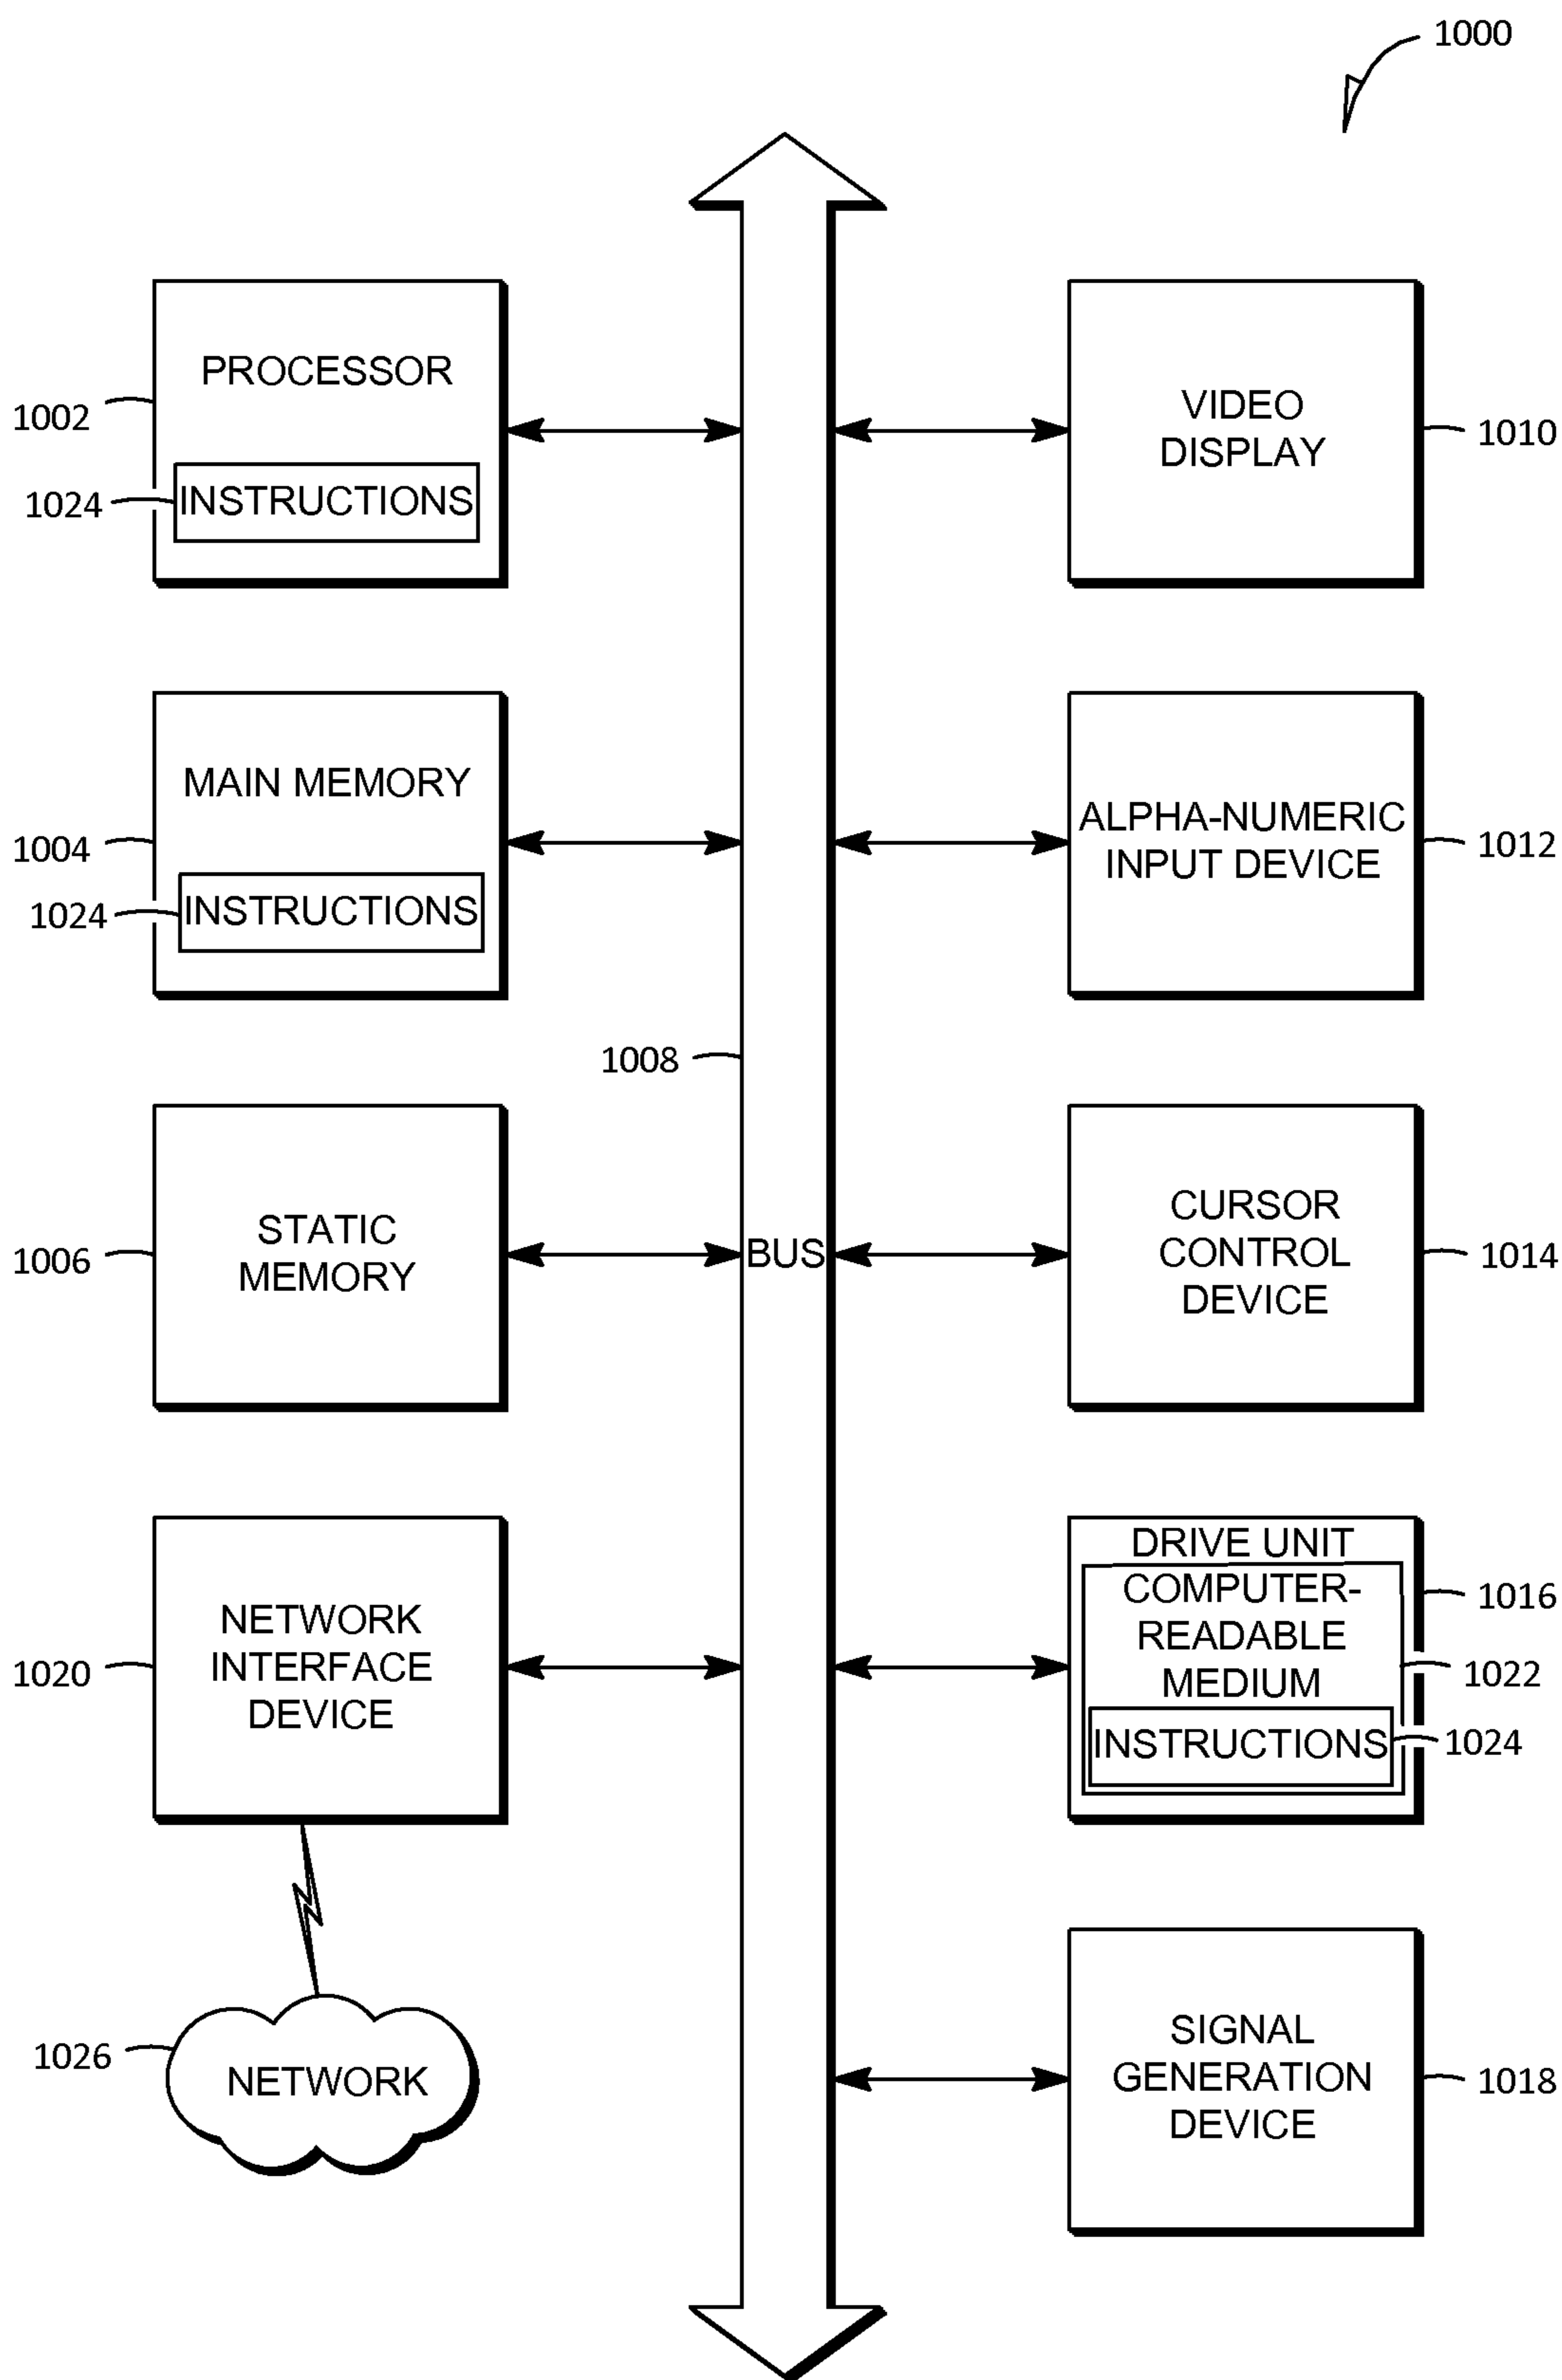 1000
PROCESSOR
1002
1024
INSTRUCTIONS
VIDEO
DISPLAY
1010
MAIN MEMORY
1004
1024
INSTRUCTIONS
ALPHA-NUMERIC
INPUT DEVICE
1012
1008
STATIC
MEMORY
1006
BUS
CURSOR
CONTROL
DEVICE
1014
NETWORK
INTERFACE
DEVICE
1020
DRIVE UNIT
COMPUTER-
READABLE
MEDIUM
INSTRUCTIONS
1016
1022
1024
1026
NETWORK
SIGNAL
GENERATION
DEVICE
1018